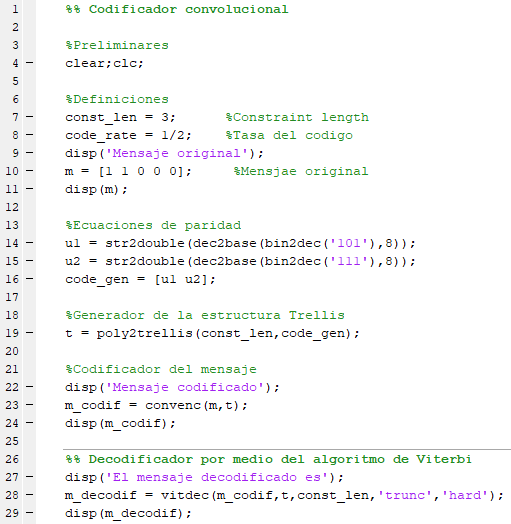 1 %% Codificador convolucional
2
3 %Preliminares
4 – clear;clc;
5
6 %Definiciones
7 – const_len = 3; %Constraint length
8 – code_rate = 1/2; %Tasa del codigo
9 – disp('Mensaje original');
10 – m = [1 1 0 0 0]; %Mensjae original
11 – disp(m);
12
13 %Ecuaciones de paridad
14 – u1 = str2double(dec2base(bin2dec('101'),8));
15 – u2 = str2double(dec2base(bin2dec('111'),8));
16 – code_gen = [u1 u2];
17
18 %Generador de la estructura Trellis
19 – t = poly2trellis(const_len,code_gen);
20
21 %Codificador del mensaje
22 – disp('Mensaje codificado');
23 – m_codif = convenc(m,t);
24 – disp(m_codif);
25
26 %% Decodificador por medio del algoritmo de Viterbi
27 – disp('El mensaje decodificado es');
28 – m_decodif = vitdec(m_codif,t,const_len,'trunc','hard');
29 – disp(m_decodif);